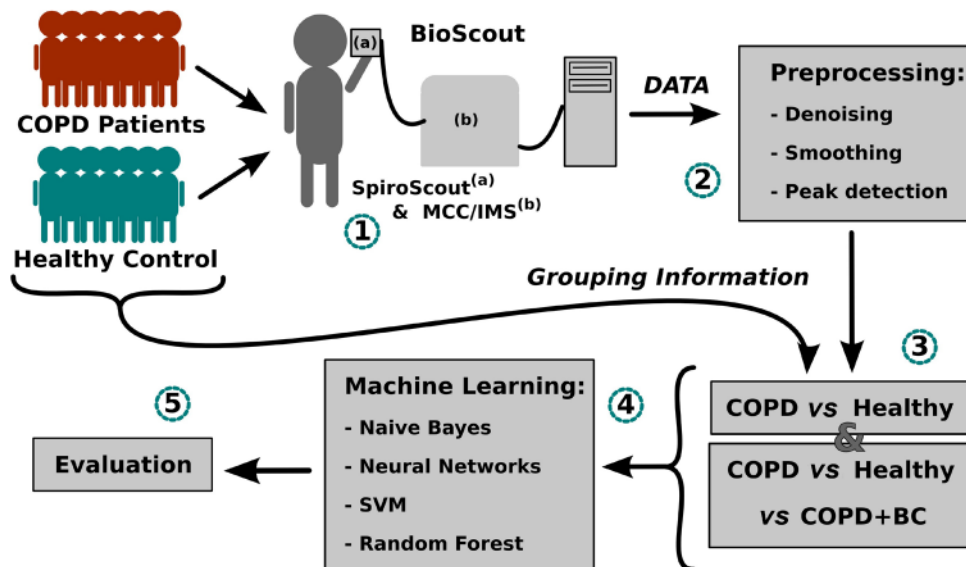 COPD Patients
Healthy Control
BioScout
(a)
(b)
SpiroScout(a)
& MCC/IMS(b)
1
DATA
2
Preprocessing:
- Denoising
- Smoothing
- Peak detection
Grouping Information
3
COPD vs Healthy
&
COPD vs Healthy
vs COPD+BC
4
Machine Learning:
- Naive Bayes
- Neural Networks
- SVM
- Random Forest
5
Evaluation